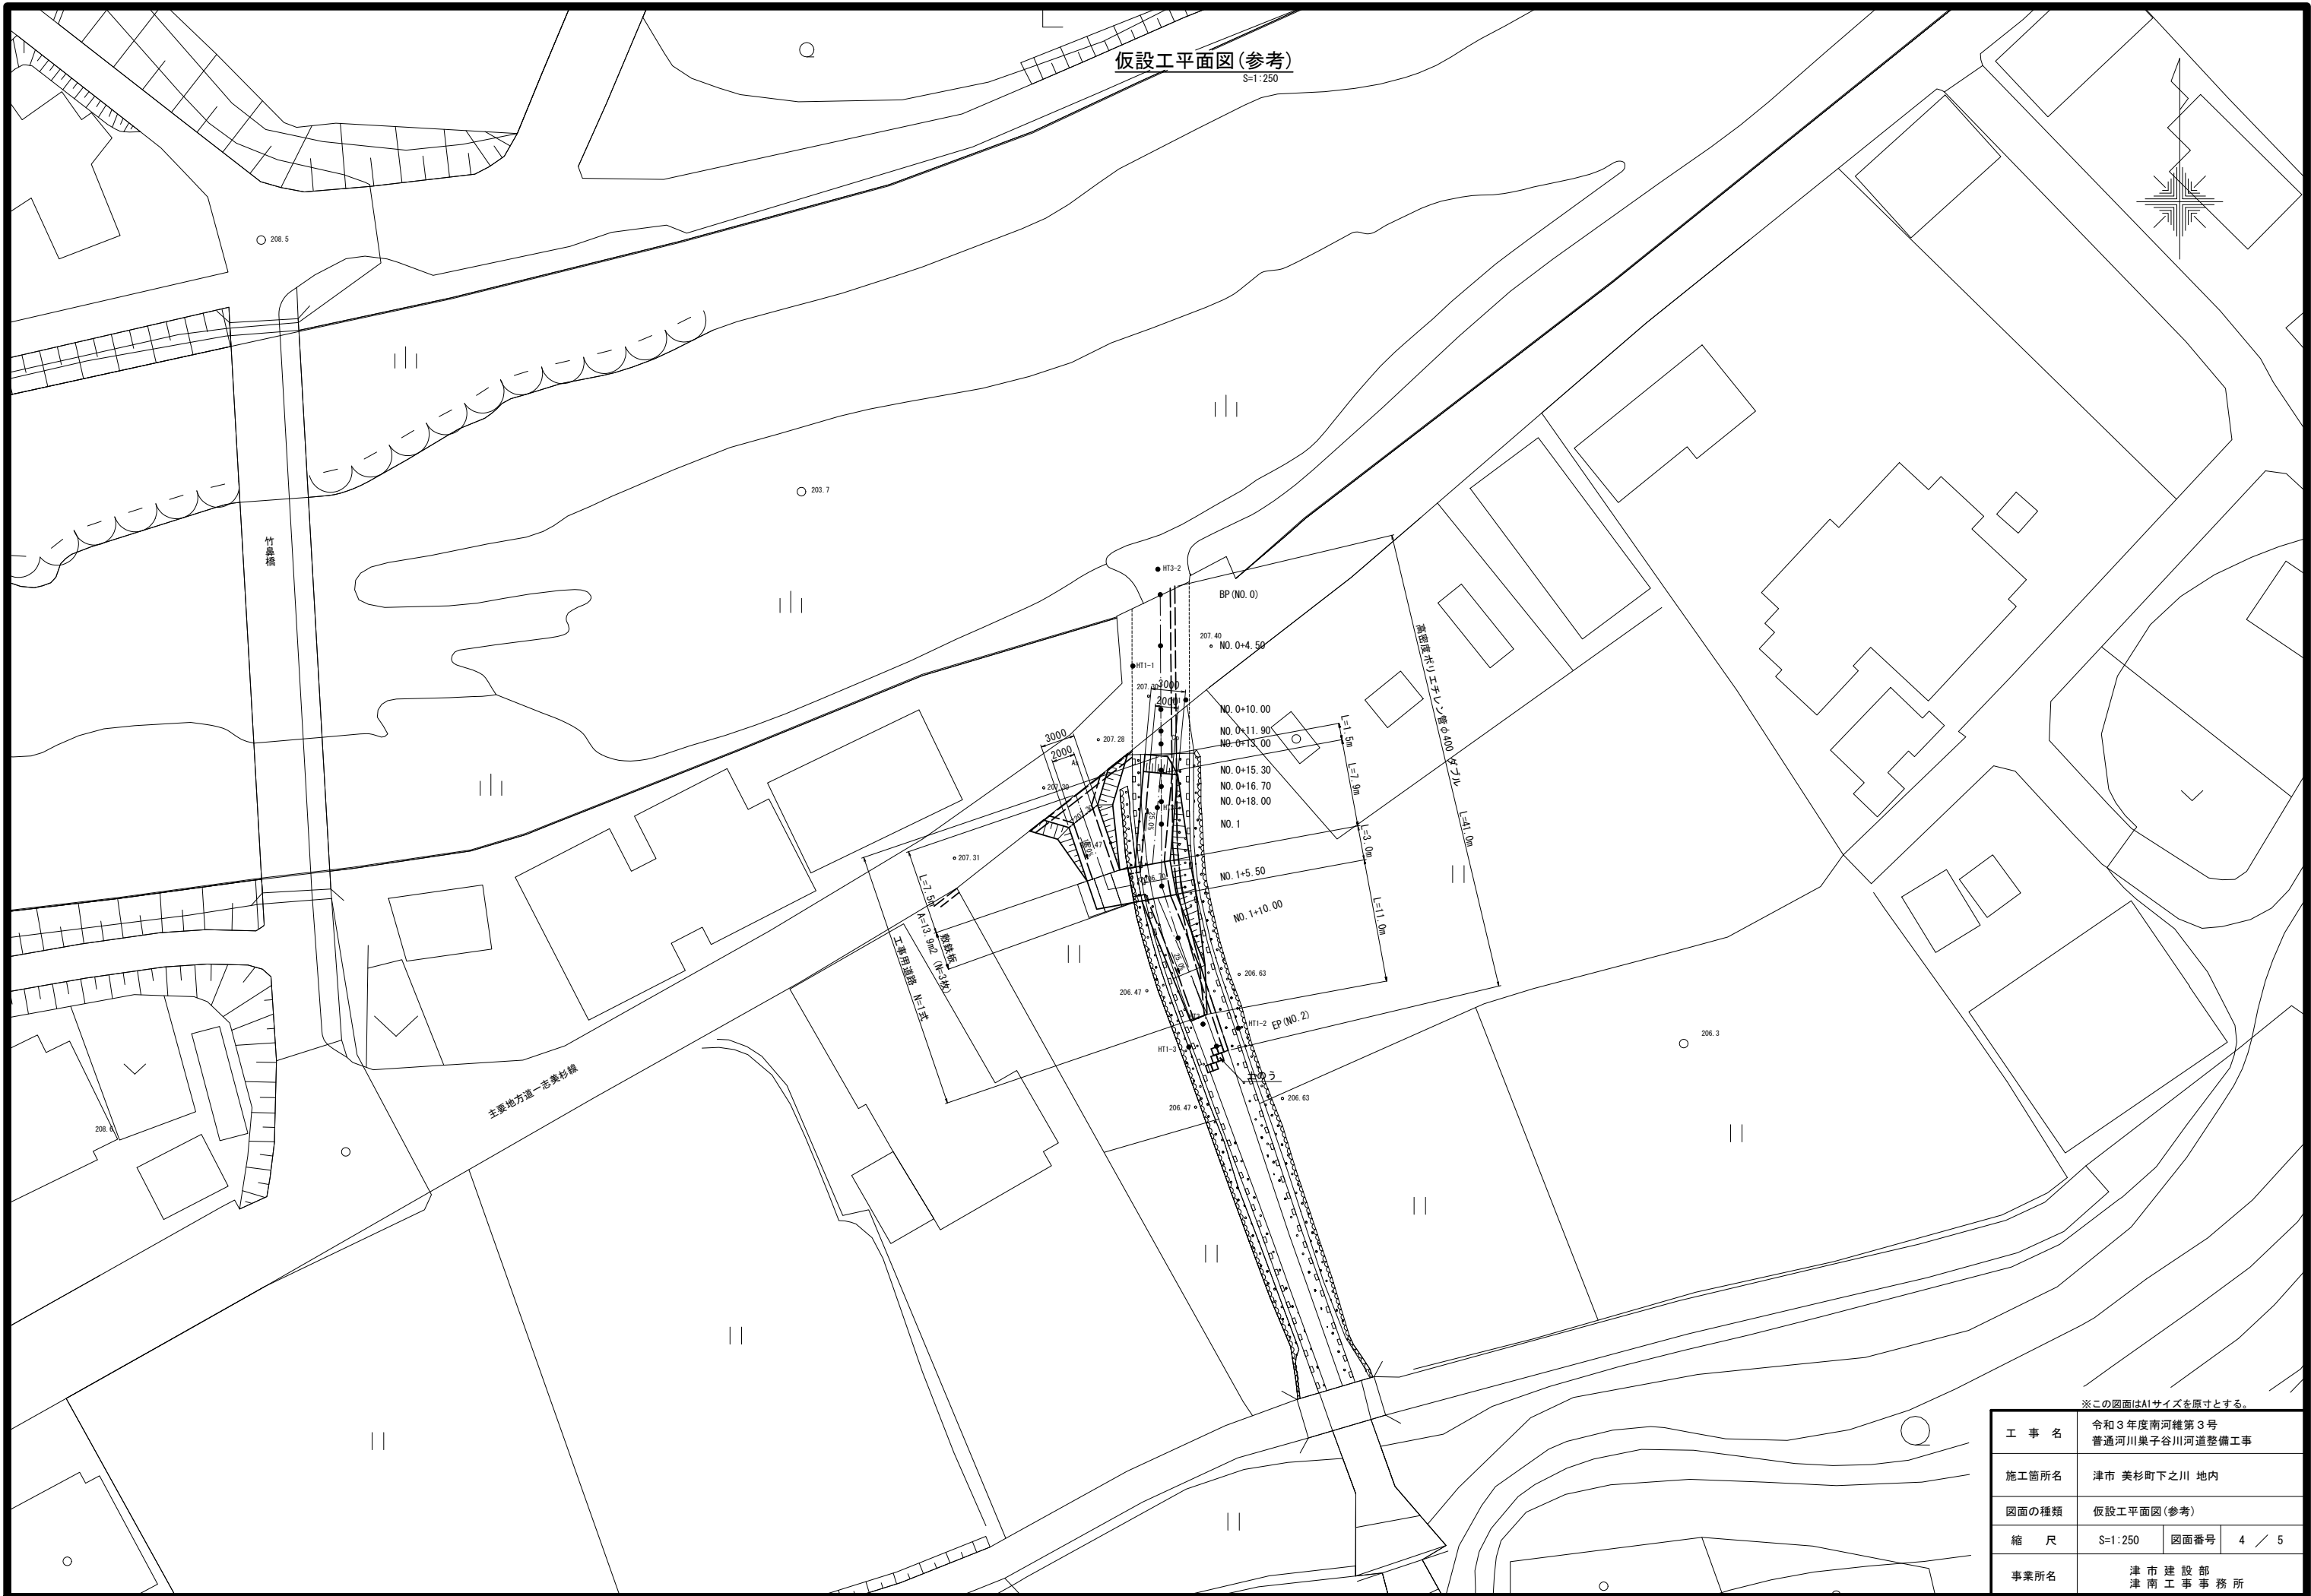 仮設工平面図(参考)
S=1:250
208.5
203.7
竹鼻橋
HT3-2
BP(NO.0)
207.40
NO.0+4.50
HT1-1
3000
2000
NO.0+10.00
NO.0+11.90
NO.0+13.00
NO.0+15.30
NO.0+16.70
NO.0+18.00
NO.1
NO.1+5.50
NO.1+10.00
EP(NO.2)
3000
2000
As
207.28
207.30
207.31
高密度ポリエチレン管φ400 ダブル L=41.0m
L=1.5m
L=7.9m
L=3.0m
L=11.0m
L=7.5m
敷鉄板
A=13.9m2 (N=3枚)
工事用道路 N=1式
206.63
206.47
HT1-2
HT1-3
土のう
206.47
206.63
206.3
208.6
主要地方道一志美杉線
※この図面はA1サイズを原寸とする。
工事名 令和3年度南河維第3号
普通河川巣子谷川河道整備工事
施工箇所名 津市 美杉町下之川 地内
図面の種類 仮設工平面図(参考)
縮尺 S=1:250 図面番号 4 / 5
事業所名 津市建設部
津南工事事務所